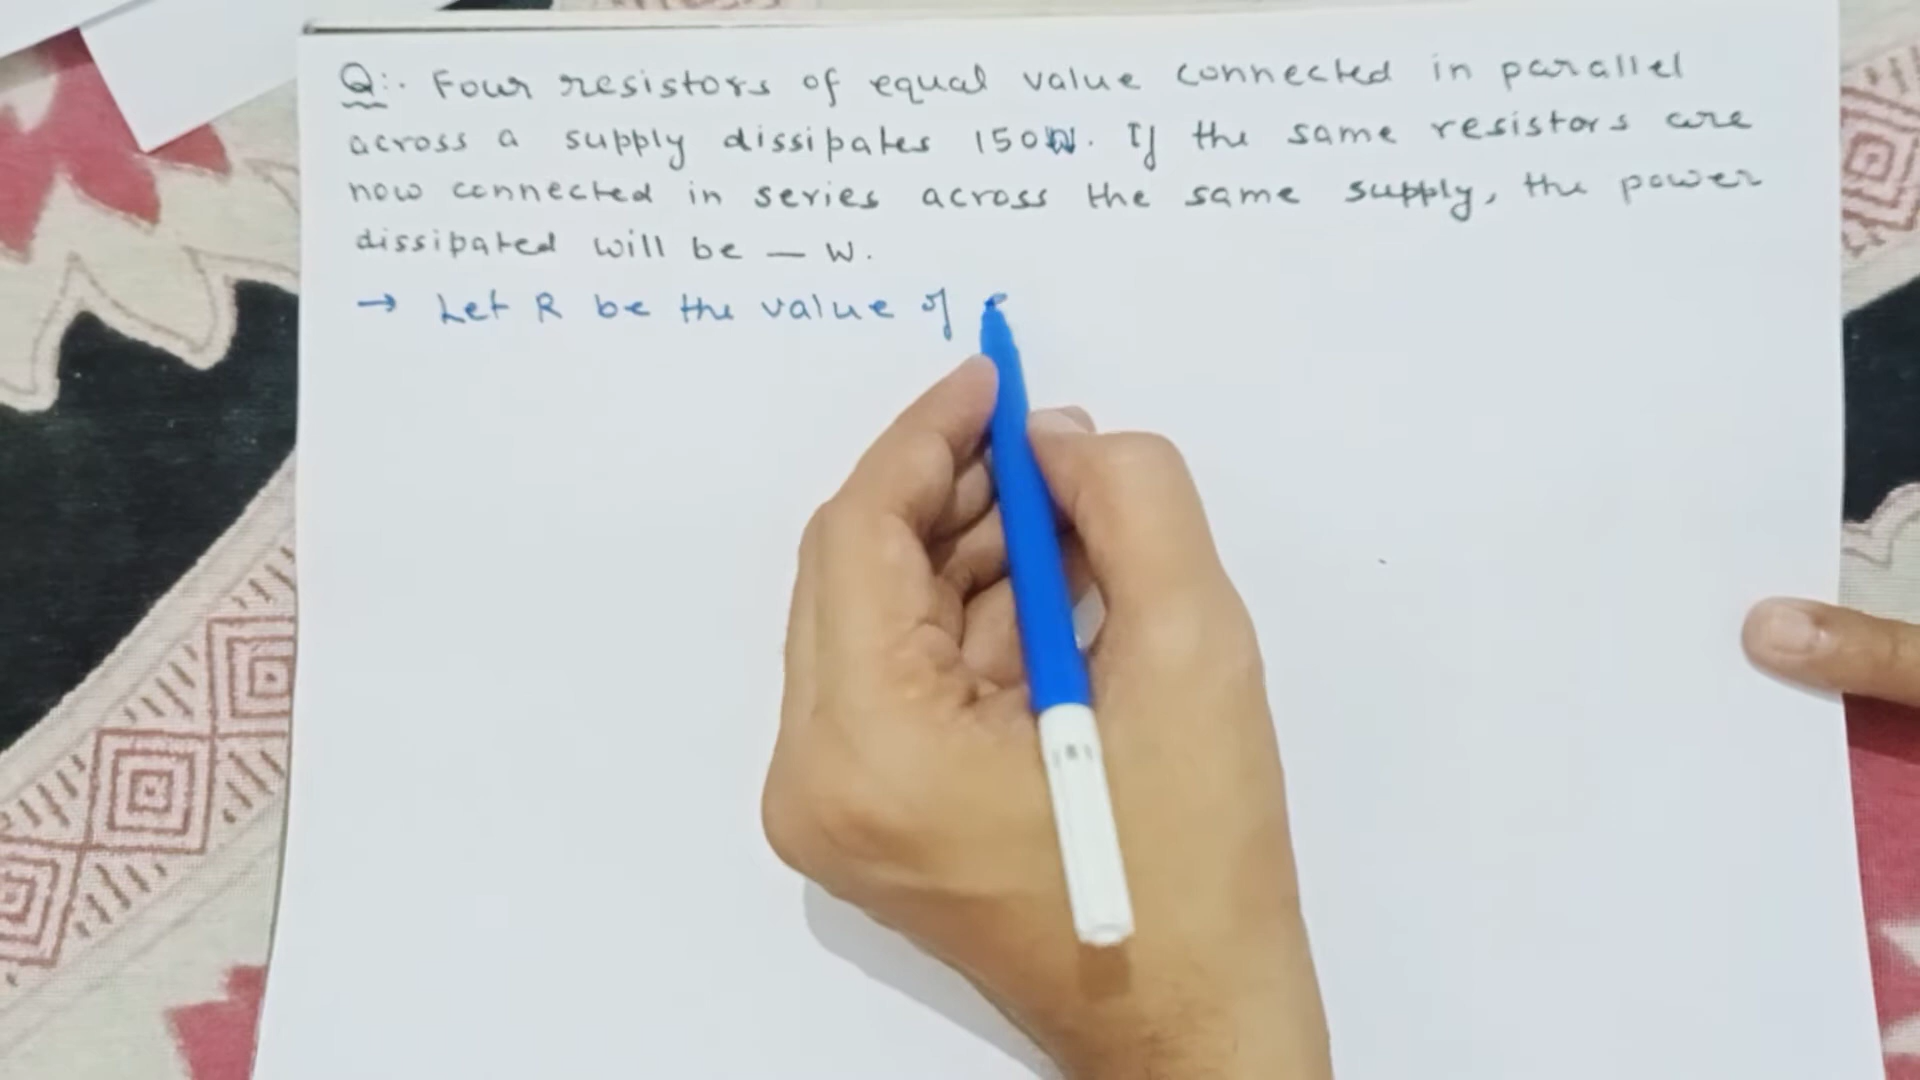 Q:. Four resistors of equal value connected in parallel
across a supply dissipates 150W. If the same resistors are
now connected in series across the same supply, the power
dissipated will be — W.
→ Let R be the value of